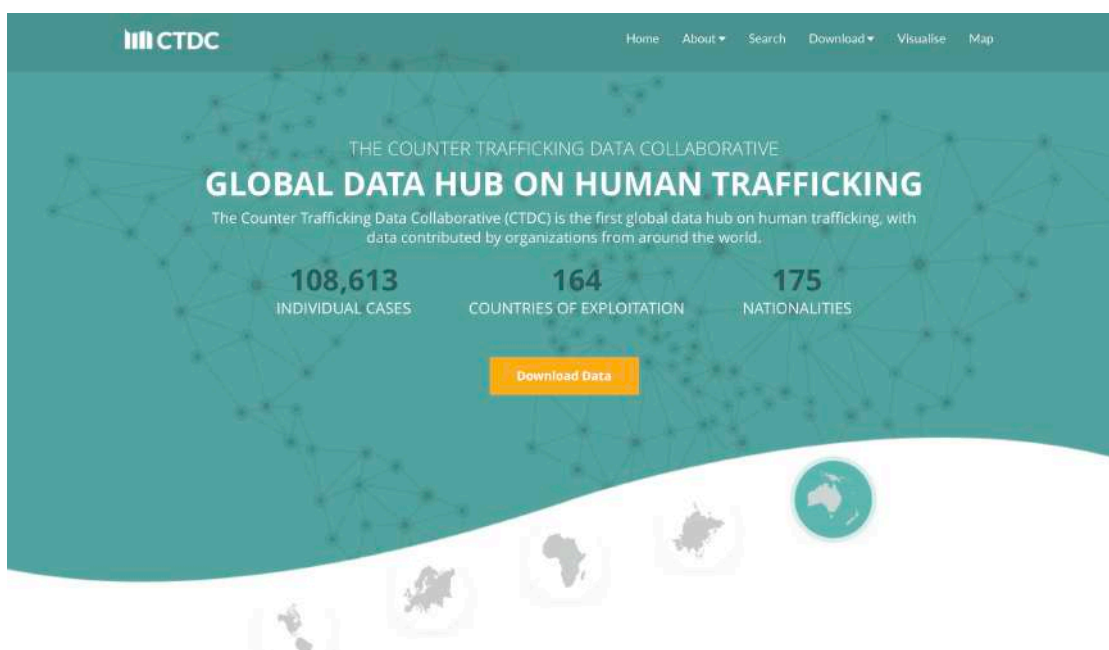 CTDC
Home About Search Download Visualise Map
THE COUNTER TRAFFICKING DATA COLLABORATIVE
GLOBAL DATA HUB ON HUMAN TRAFFICKING
The Counter Trafficking Data Collaborative (CTDC) is the first global data hub on human trafficking, with
data contributed by organizations from around the world.
108,613 164 175
INDIVIDUAL CASES COUNTRIES OF EXPLOITATION NATIONALITIES
Download Data